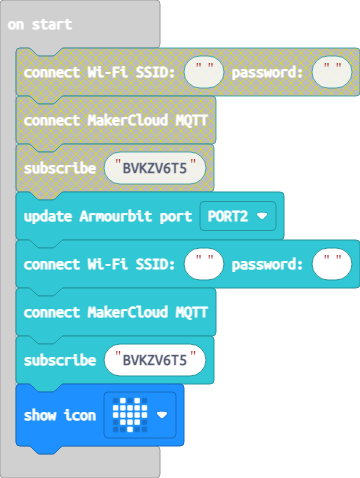 on start
connect Wi-Fi SSID: " " password: " "
connect MakerCloud MQTT
subscribe "BVKZV6T5"
update Armourbit port PORT2
connect Wi-Fi SSID: " " password: " "
connect MakerCloud MQTT
subscribe "BVKZV6T5"
show icon